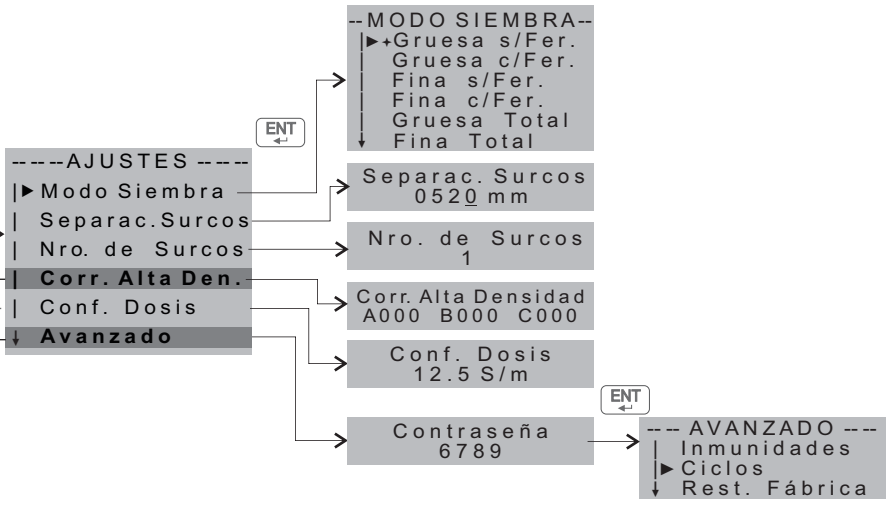 -- MODO SIEMBRA--
Gruesa s/Fer.
Gruesa c/Fer.
Fina s/Fer.
Fina c/Fer.
Gruesa Total
Fina Total
ENT
-- -- -- AJUSTES -- -- --
Modo Siembra
Separac.Surcos
Nro. de Surcos
Corr. Alta Den.
Conf. Dosis
Avanzado
Separac. Surcos
0520 mm
Nro. de Surcos
1
Corr. Alta Densidad
A000 B000 C000
Conf. Dosis
12.5 S/m
Contraseña
6789
ENT
-- -- AVANZADO -- --
Inmunidades
Ciclos
Rest. Fábrica